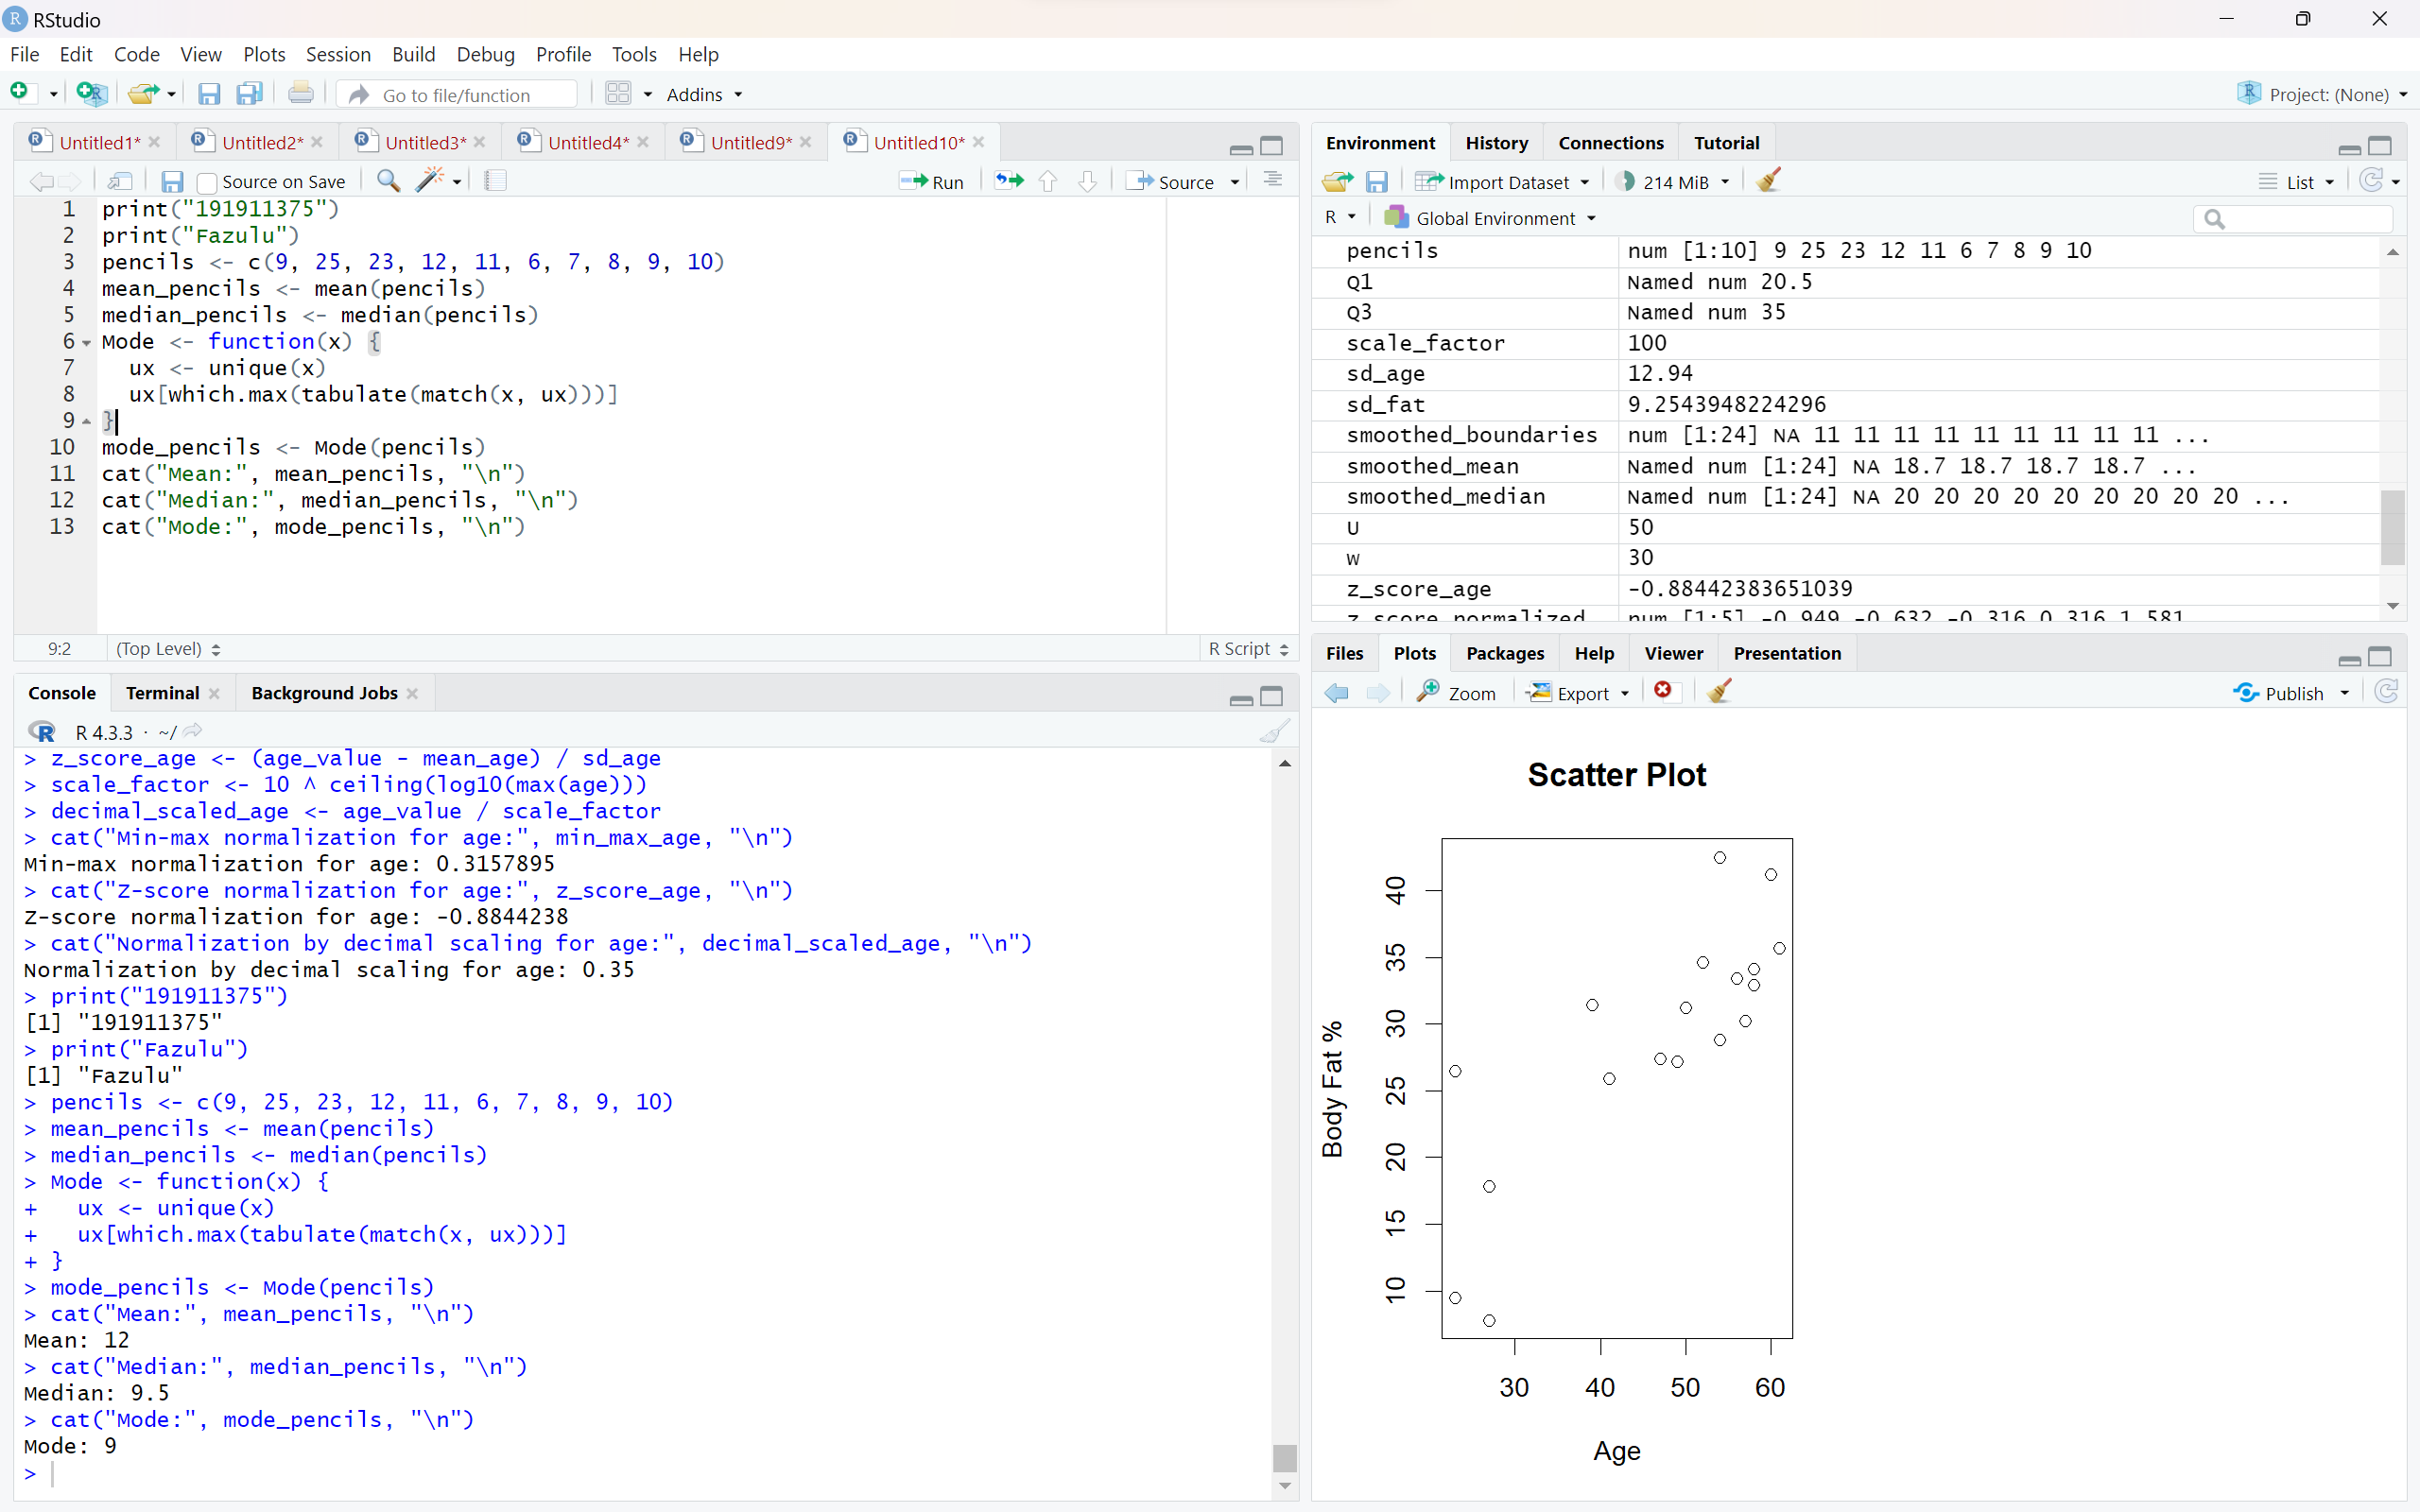 RStudio
File Edit Code View Plots Session Build Debug Profile Tools Help
Go to file/function Addins Project: (None)
Untitled1* Untitled2* Untitled3* Untitled4* Untitled9* Untitled10*
Source on Save Run Source
1 print("191911375")
2 print("Fazulu")
3 pencils <- c(9, 25, 23, 12, 11, 6, 7, 8, 9, 10)
4 mean_pencils <- mean(pencils)
5 median_pencils <- median(pencils)
6 Mode <- function(x) {
7   ux <- unique(x)
8   ux[which.max(tabulate(match(x, ux)))]
9 }
10 mode_pencils <- Mode(pencils)
11 cat("Mean:", mean_pencils, "\n")
12 cat("Median:", median_pencils, "\n")
13 cat("Mode:", mode_pencils, "\n")
9:2 (Top Level) R Script
Console Terminal Background Jobs
R 4.3.3 · ~/
> z_score_age <- (age_value - mean_age) / sd_age
> scale_factor <- 10 ^ ceiling(log10(max(age)))
> decimal_scaled_age <- age_value / scale_factor
> cat("Min-max normalization for age:", min_max_age, "\n")
Min-max normalization for age: 0.3157895
> cat("Z-score normalization for age:", z_score_age, "\n")
Z-score normalization for age: -0.8844238
> cat("Normalization by decimal scaling for age:", decimal_scaled_age, "\n")
Normalization by decimal scaling for age: 0.35
> print("191911375")
[1] "191911375"
> print("Fazulu")
[1] "Fazulu"
> pencils <- c(9, 25, 23, 12, 11, 6, 7, 8, 9, 10)
> mean_pencils <- mean(pencils)
> median_pencils <- median(pencils)
> Mode <- function(x) {
+   ux <- unique(x)
+   ux[which.max(tabulate(match(x, ux)))]
+ }
> mode_pencils <- Mode(pencils)
> cat("Mean:", mean_pencils, "\n")
Mean: 12
> cat("Median:", median_pencils, "\n")
Median: 9.5
> cat("Mode:", mode_pencils, "\n")
Mode: 9
>
Environment History Connections Tutorial
Import Dataset 214 MiB List
R Global Environment
pencils num [1:10] 9 25 23 12 11 6 7 8 9 10
Q1 Named num 20.5
Q3 Named num 35
scale_factor 100
sd_age 12.94
sd_fat 9.2543948224296
smoothed_boundaries num [1:24] NA 11 11 11 11 11 11 11 11 11 ...
smoothed_mean Named num [1:24] NA 18.7 18.7 18.7 18.7 ...
smoothed_median Named num [1:24] NA 20 20 20 20 20 20 20 20 20 ...
U 50
w 30
z_score_age -0.88442383651039
z_score_normalized num [1:5] -0.949 -0.632 -0.316 0.316 1.581
Files Plots Packages Help Viewer Presentation
Zoom Export Publish
Scatter Plot
Body Fat %
40
35
30
25
20
15
10
30 40 50 60
Age